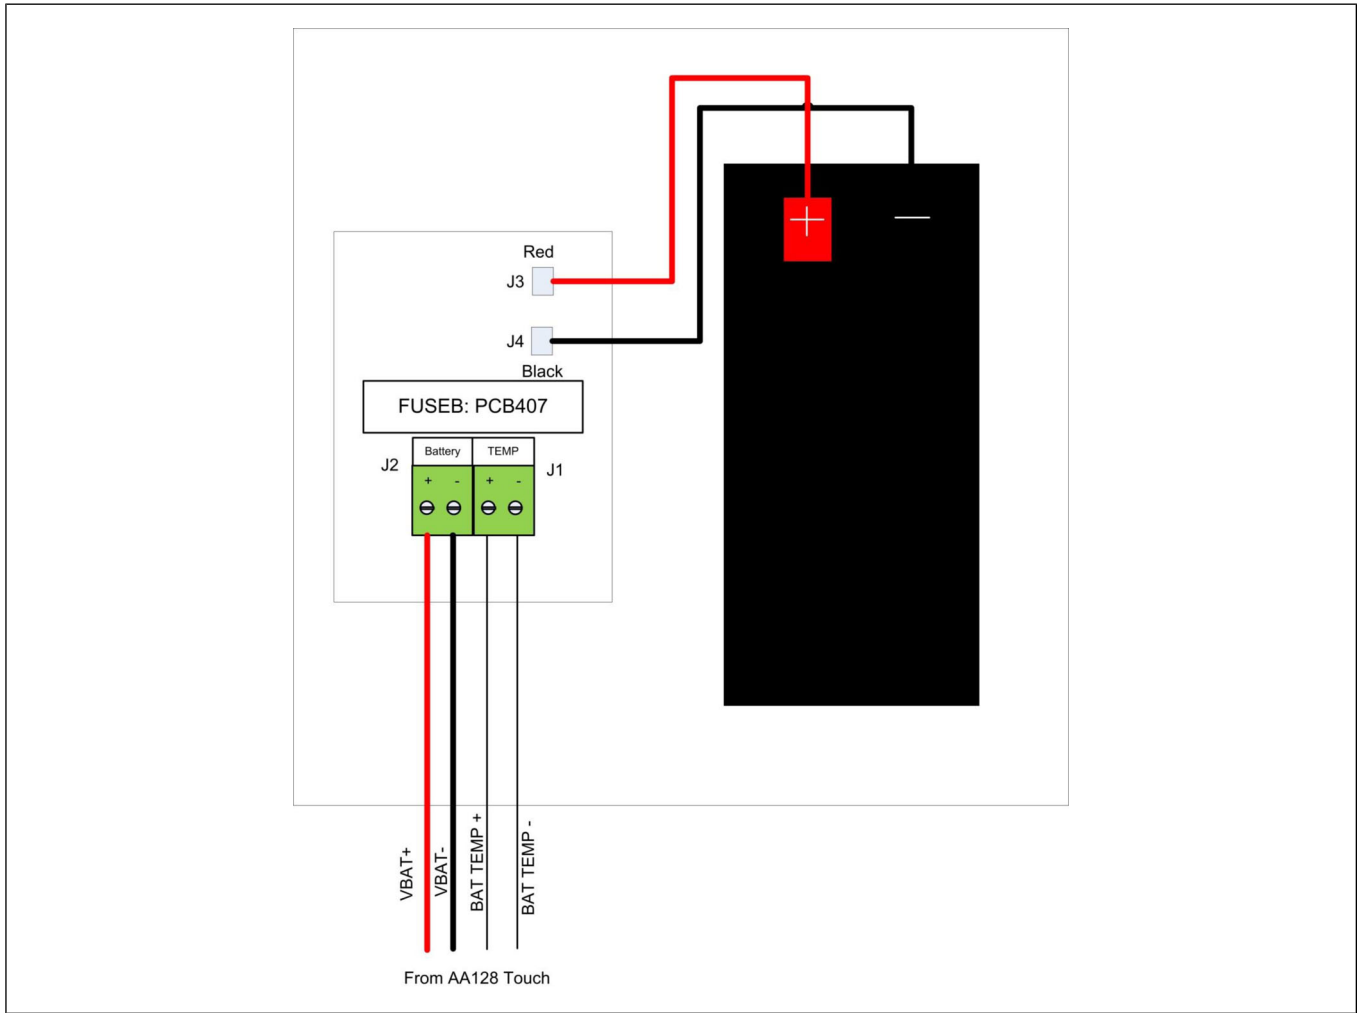 Red
J3
J4
Black
FUSEB: PCB407
Battery TEMP
J2 J1
+ - + -
+ —
VBAT+
VBAT-
BAT TEMP +
BAT TEMP -
From AA128 Touch